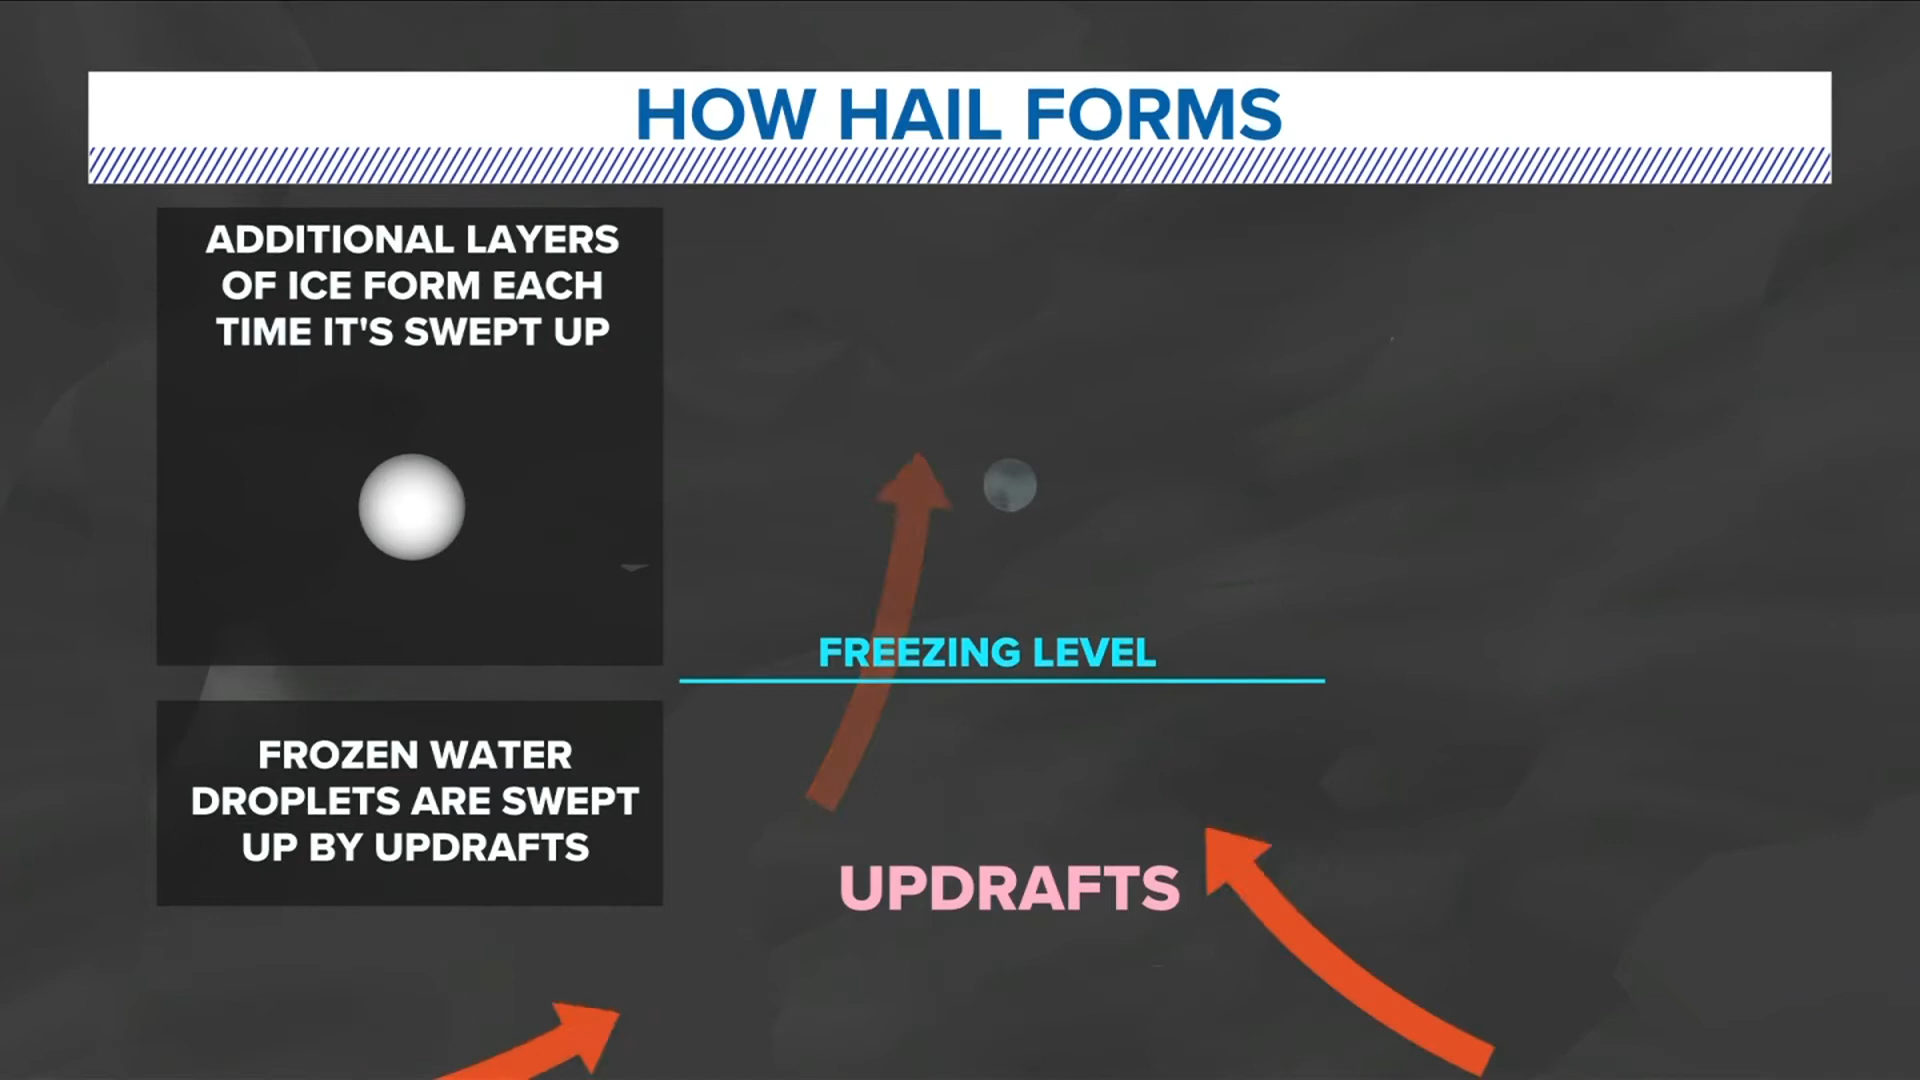 HOW HAIL FORMS
ADDITIONAL LAYERS
OF ICE FORM EACH
TIME IT'S SWEPT UP
FREEZING LEVEL
FROZEN WATER
DROPLETS ARE SWEPT
UP BY UPDRAFTS
UPDRAFTS